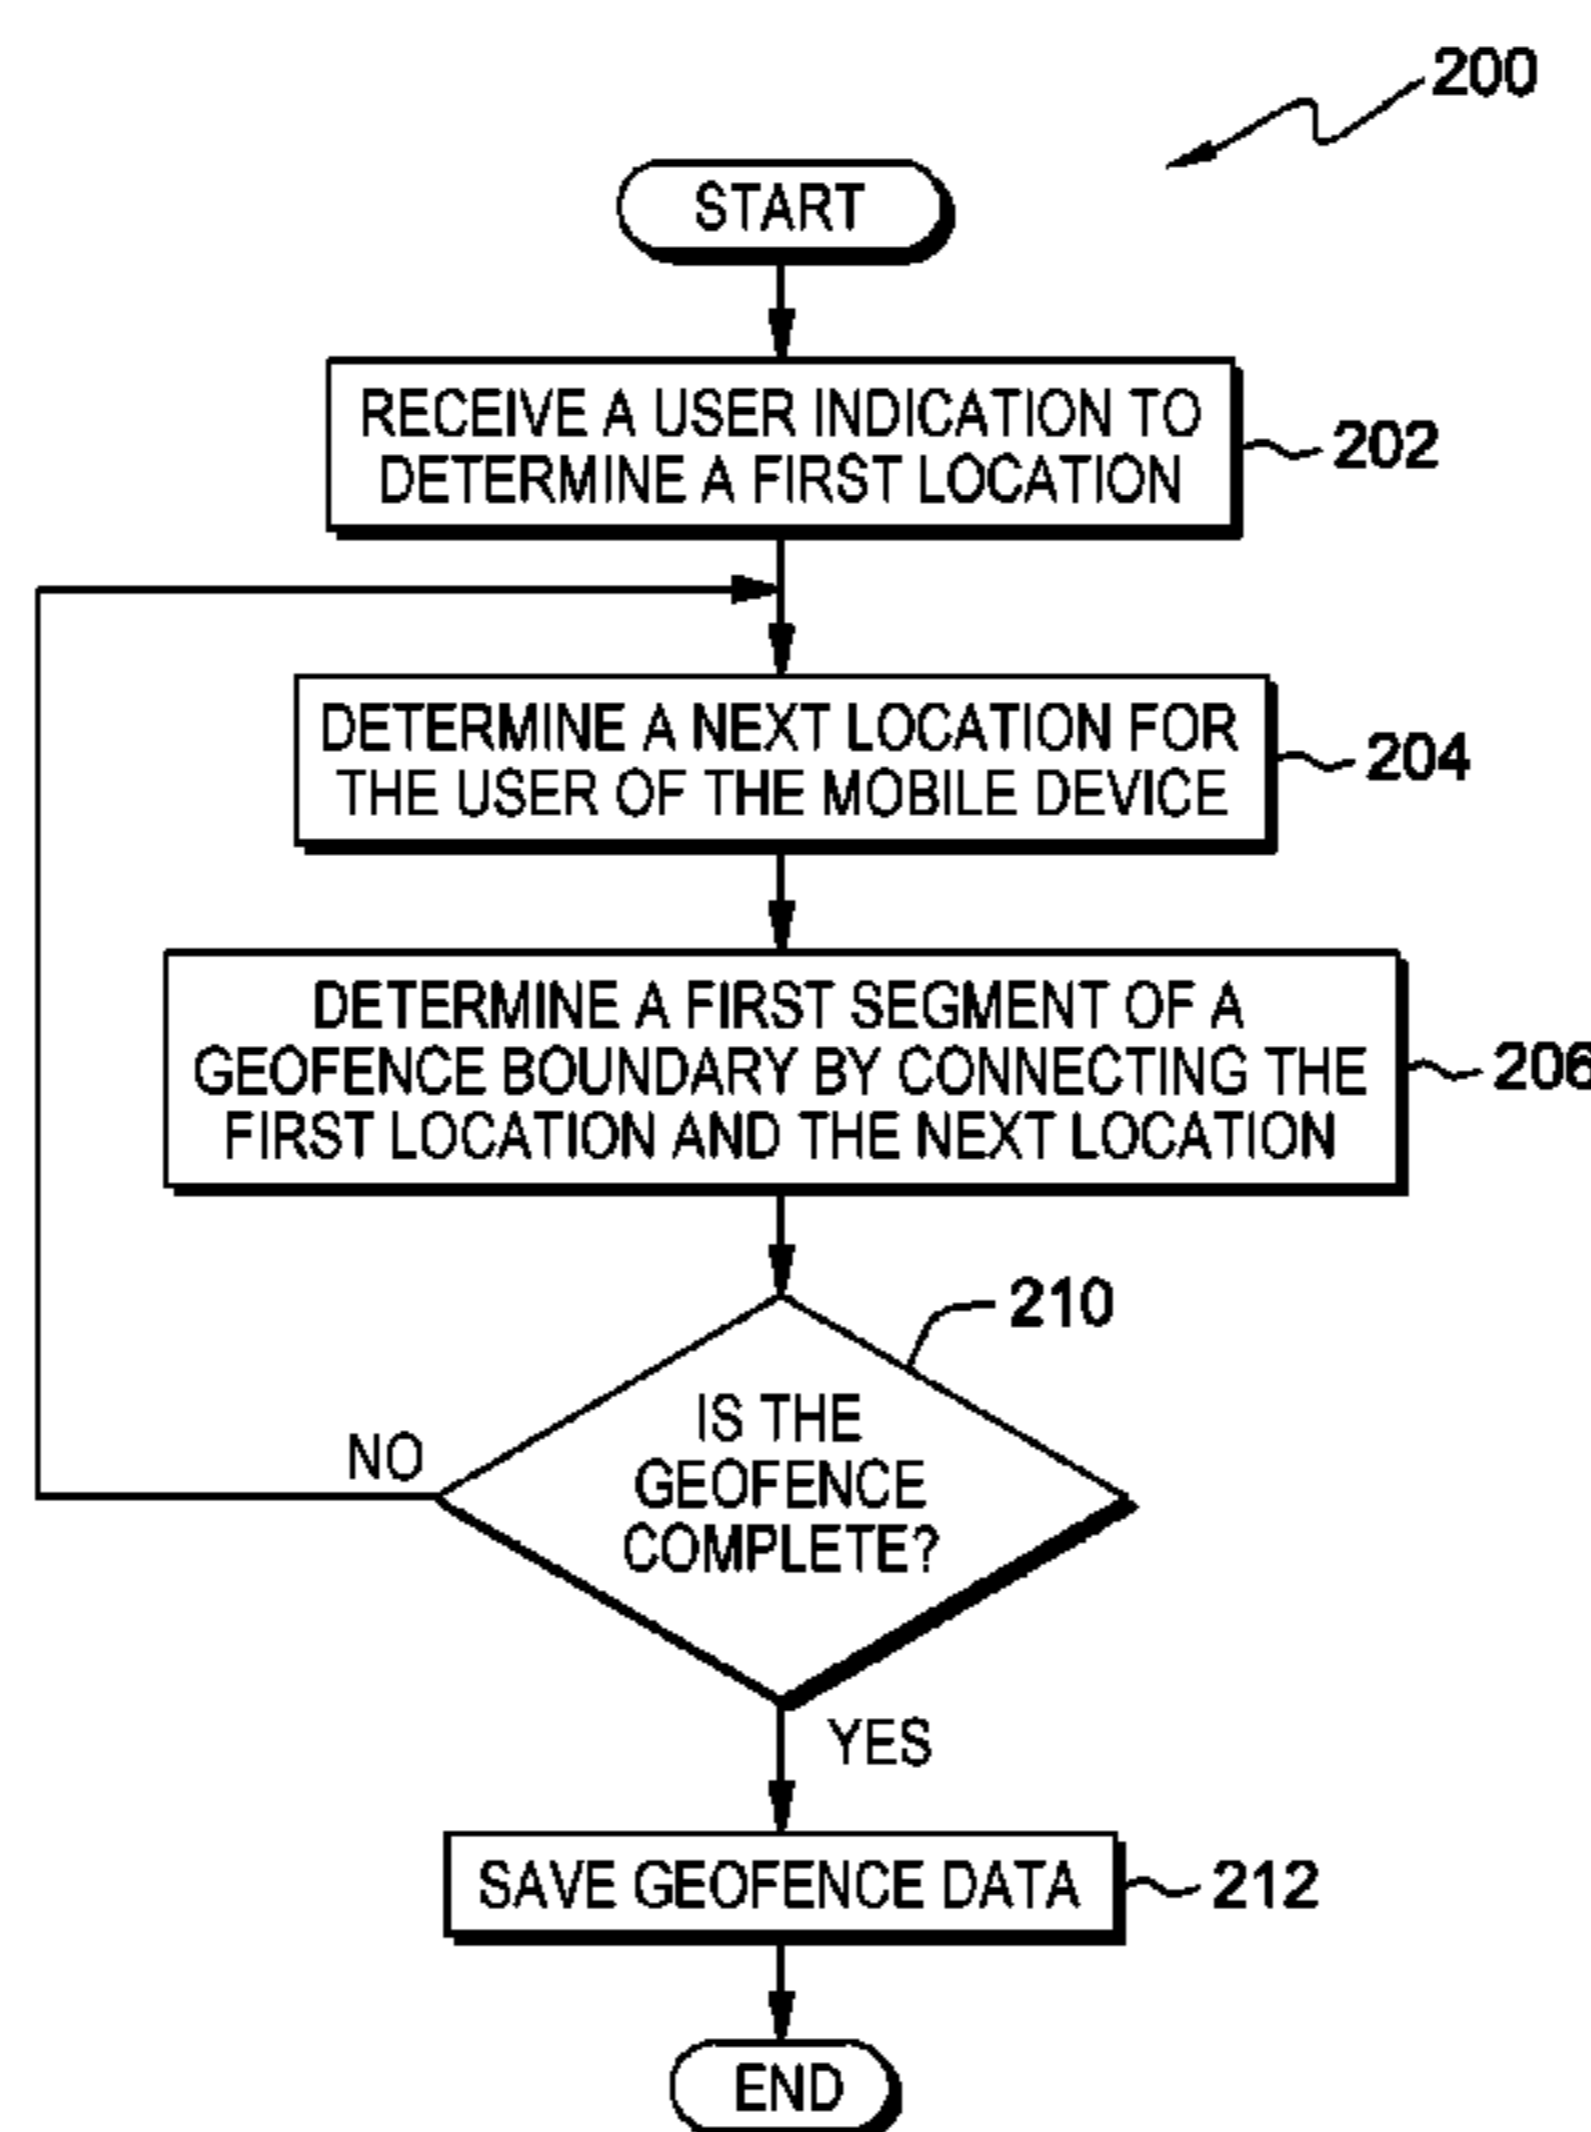 200
START
RECEIVE A USER INDICATION TO
DETERMINE A FIRST LOCATION
202
DETERMINE A NEXT LOCATION FOR
THE USER OF THE MOBILE DEVICE
204
DETERMINE A FIRST SEGMENT OF A
GEOFENCE BOUNDARY BY CONNECTING THE
FIRST LOCATION AND THE NEXT LOCATION
206
210
IS THE
GEOFENCE
COMPLETE?
NO
YES
SAVE GEOFENCE DATA
212
END